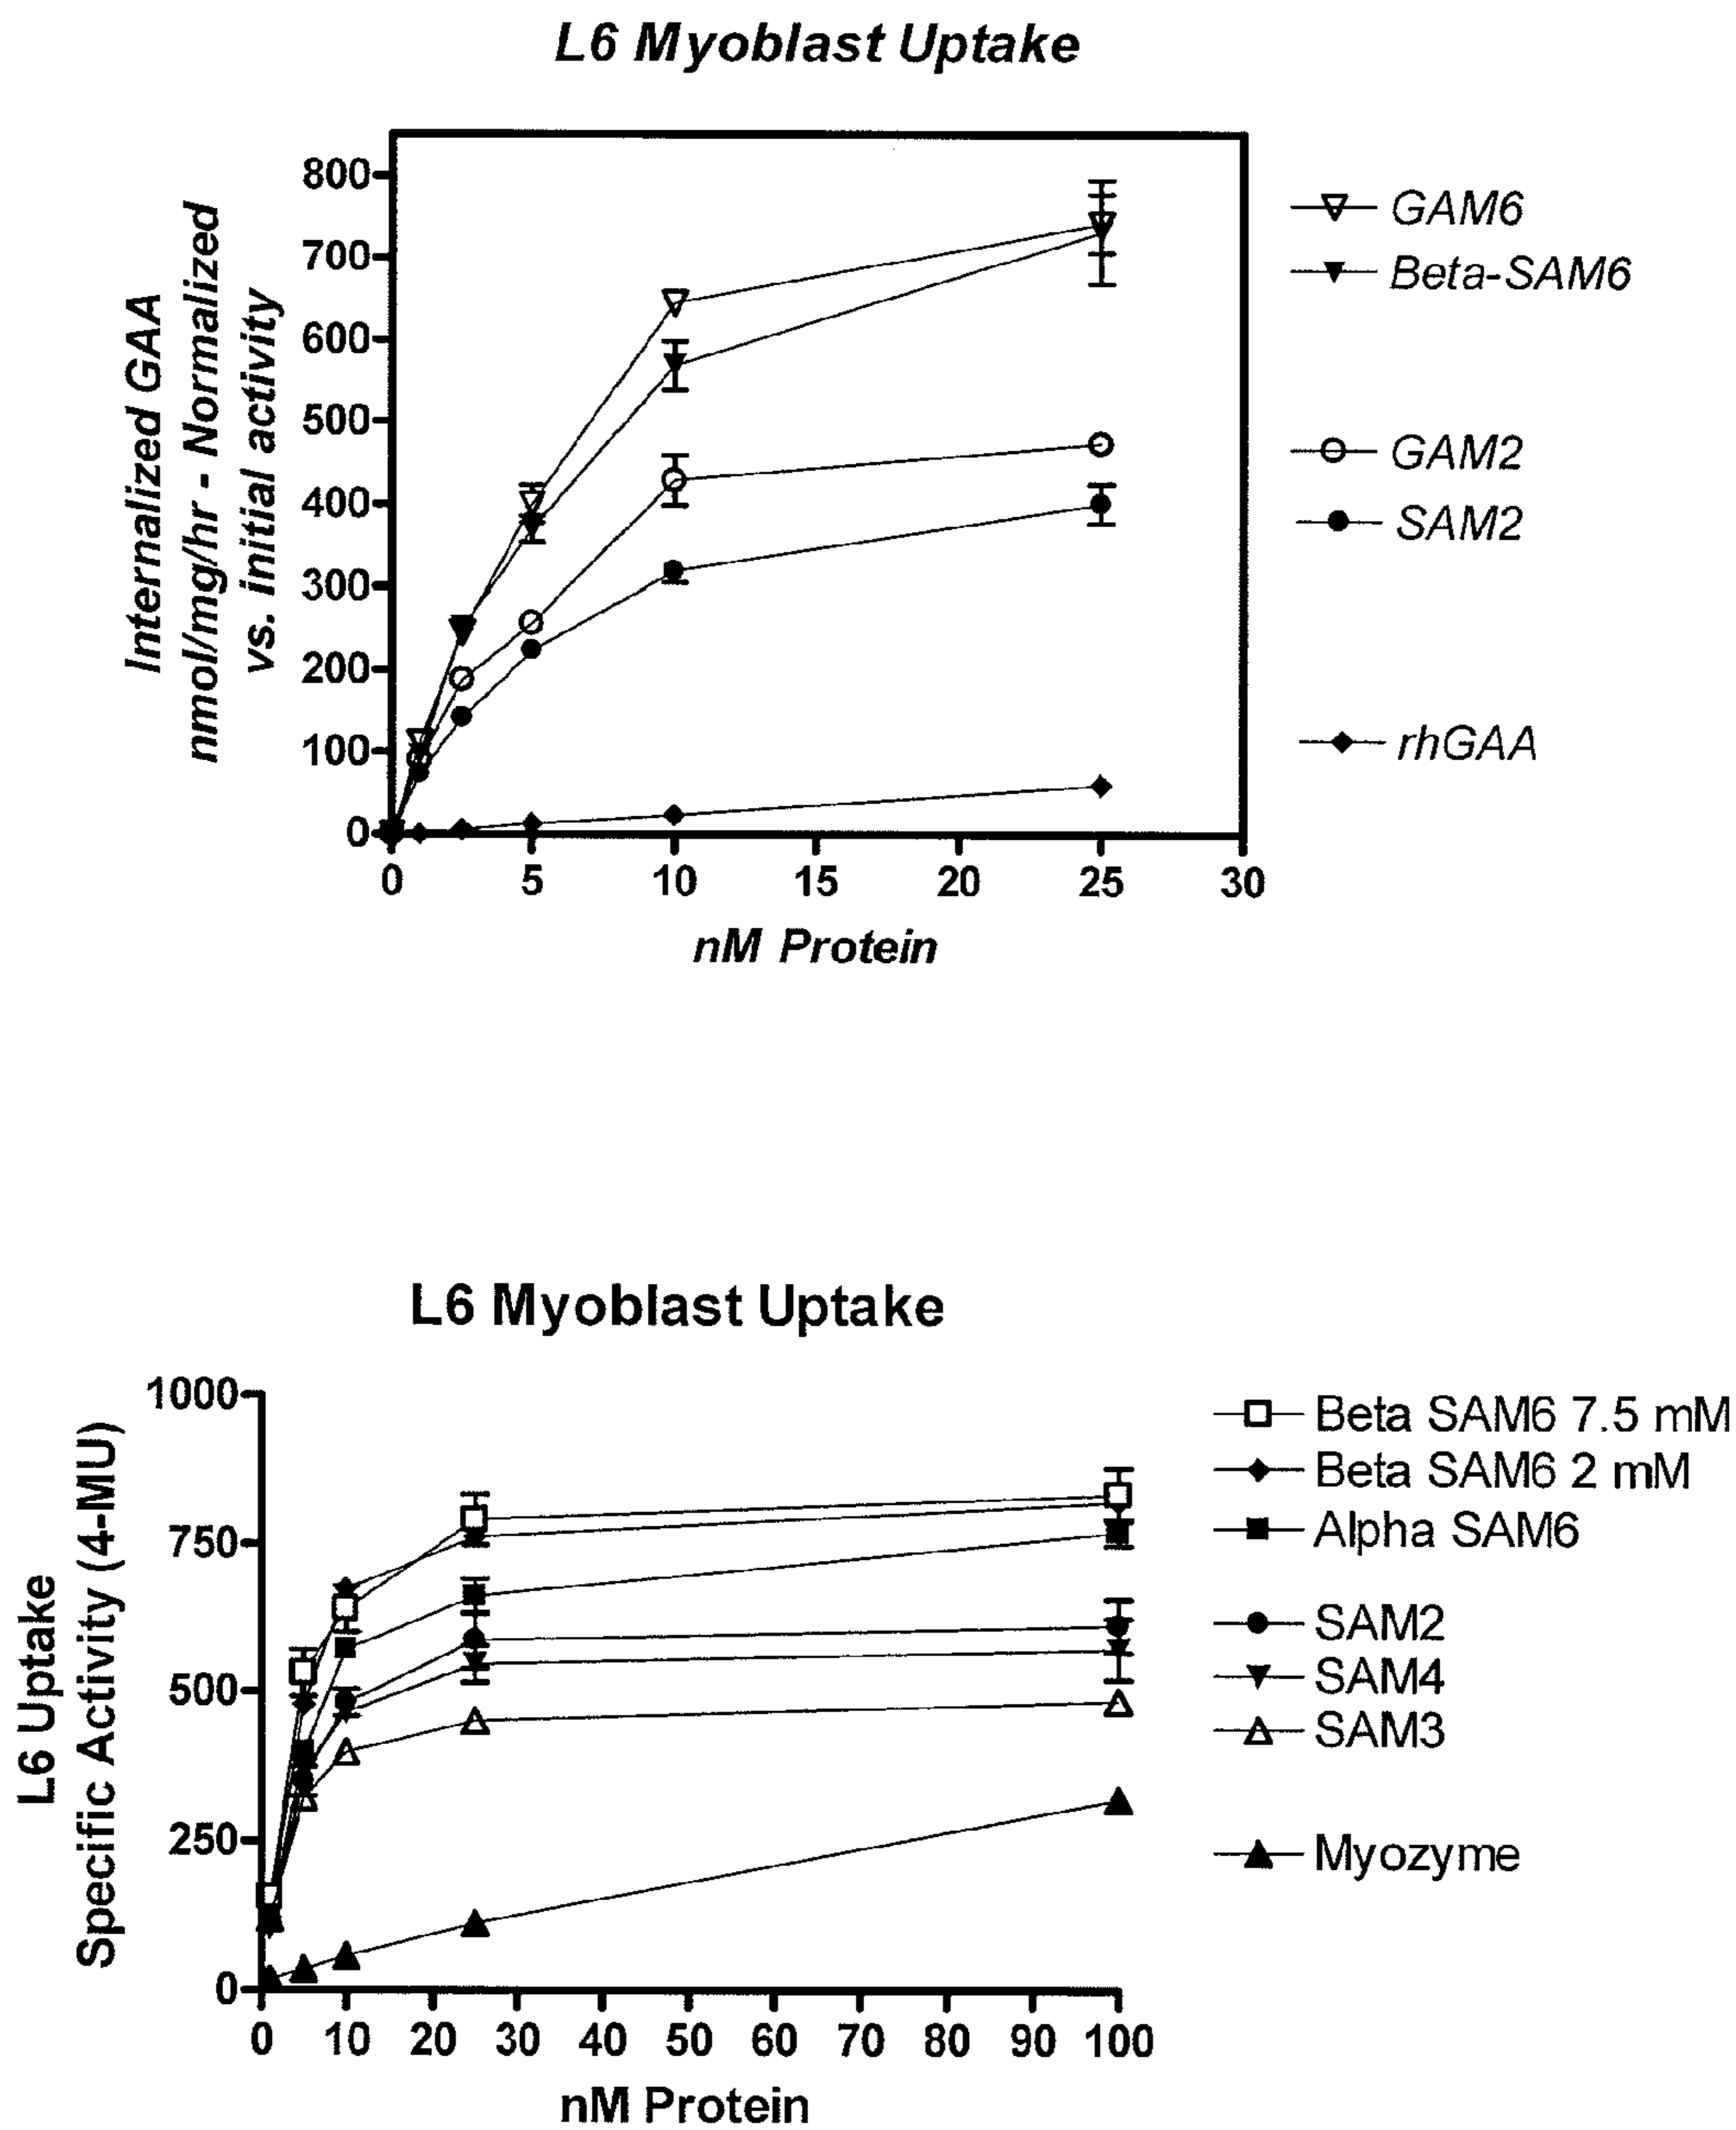 L6 Myoblast Uptake
Internalized GAA
nmol/mg/hr - Normalized
vs. initial activity
800
700
600
500
400
300
200
100
0
0 5 10 15 20 25 30
nM Protein
GAM6
Beta-SAM6
GAM2
SAM2
rhGAA
L6 Myoblast Uptake
L6 Uptake
Specific Activity (4-MU)
1000
750
500
250
0
0 10 20 30 40 50 60 70 80 90 100
nM Protein
Beta SAM6 7.5 mM
Beta SAM6 2 mM
Alpha SAM6
SAM2
SAM4
SAM3
Myozyme